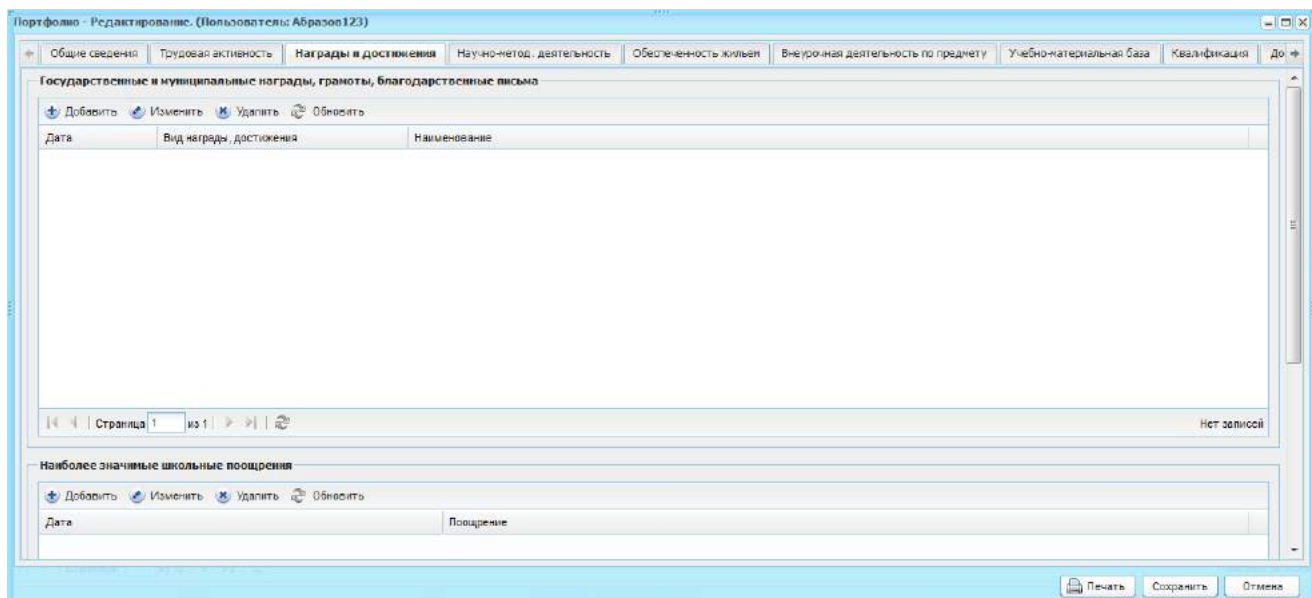 Портфолио - Редактирование. (Пользователь: Абразов123)
Общие сведения Трудовая активность Награды и достижения Научно-метод. деятельность Обеспеченность жильем Внеурочная деятельность по предмету Учебно-материальная база Квалификация До
Государственные и муниципальные награды, грамоты, благодарственные письма
Добавить Изменить Удалить Обновить
Дата Вид награды, достижения Наименование
Страница 1 из 1 Нет записей
Наиболее значимые школьные поощрения
Добавить Изменить Удалить Обновить
Дата Поощрение
Печать Сохранить Отмена